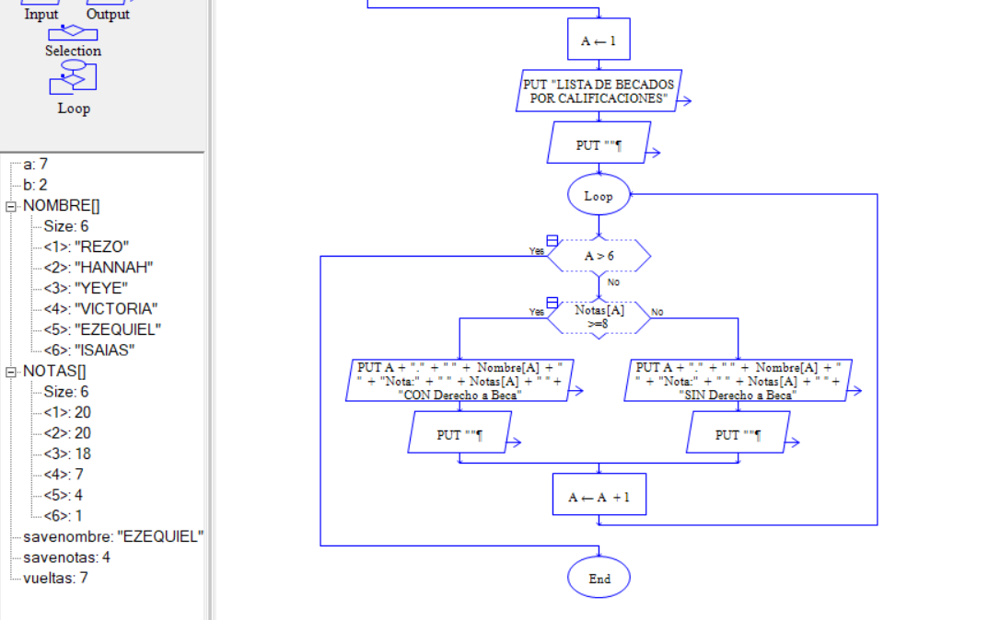 Input Output
Selection
Loop
a: 7
b: 2
NOMBRE[]
Size: 6
<1>: "REZO"
<2>: "HANNAH"
<3>: "YEYE"
<4>: "VICTORIA"
<5>: "EZEQUIEL"
<6>: "ISAIAS"
NOTAS[]
Size: 6
<1>: 20
<2>: 20
<3>: 18
<4>: 7
<5>: 4
<6>: 1
savenombre: "EZEQUIEL"
savenotas: 4
vueltas: 7
A ← 1
PUT "LISTA DE BECADOS
POR CALIFICACIONES"
PUT ""¶
Loop
Yes
A > 6
No
Yes
Notas[A]
>=8
No
PUT A + "." + " " + Nombre[A] + "
" + "Nota:" + " " + Notas[A] + " " +
"CON Derecho a Beca"
PUT ""¶
PUT A + "." + " " + Nombre[A] + "
" + "Nota:" + " " + Notas[A] + " " +
"SIN Derecho a Beca"
PUT ""¶
A ← A + 1
End